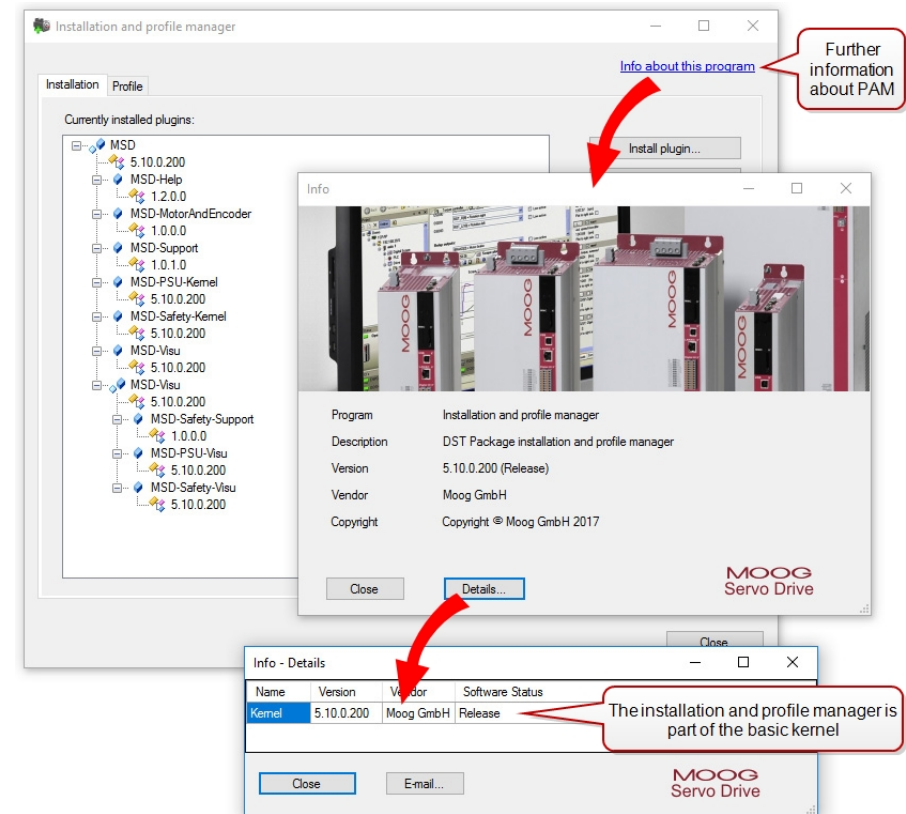 Installation and profile manager
Further
information
about PAM
Info about this program
Installation
Profile
Currently installed plugins:
MSD
5.10.0.200
MSD-Help
1.2.0.0
MSD-MotorAndEncoder
1.0.0.0
MSD-Support
1.0.1.0
MSD-PSU-Kernel
5.10.0.200
MSD-Safety-Kernel
5.10.0.200
MSD-Visu
5.10.0.200
MSD-Visu
5.10.0.200
MSD-Safety-Support
1.0.0.0
MSD-PSU-Visu
5.10.0.200
MSD-Safety-Visu
5.10.0.200
Install plugin...
Info
MOOG
MOOG
MOOG
MOOG
Program Installation and profile manager
Description DST Package installation and profile manager
Version 5.10.0.200 (Release)
Vendor Moog GmbH
Copyright Copyright © Moog GmbH 2017
Close
Details...
MOOG
Servo Drive
Close
Info - Details
Name Version Vendor Software Status
Kernel 5.10.0.200 Moog GmbH Release
The installation and profile manager is
part of the basic kernel
Close
E-mail...
MOOG
Servo Drive